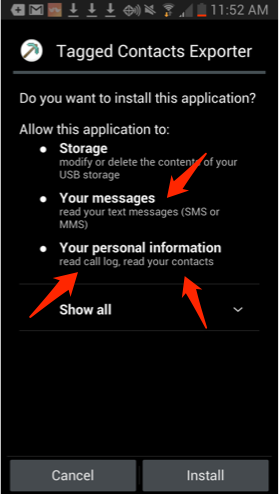 11:52 AM
Tagged Contacts Exporter
Do you want to install this application?
Allow this application to:
Storage
modify or delete the contents of your
USB storage
Your messages
read your text messages (SMS or
MMS)
Your personal information
read call log, read your contacts
Show all
Cancel Install